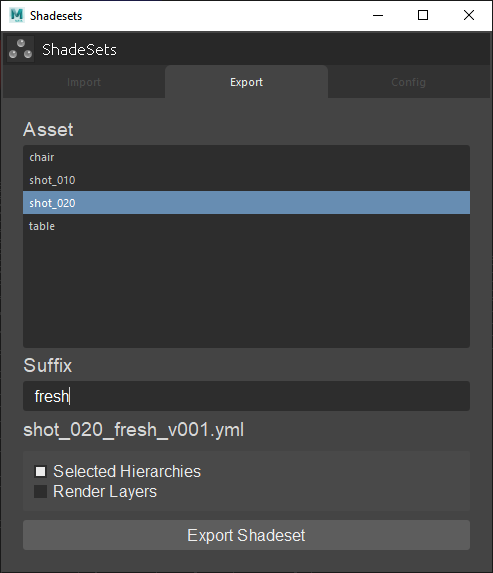 Shadesets
ShadeSets
Import Export Config
Asset
chair
shot_010
shot_020
table
Suffix
fresh
shot_020_fresh_v001.yml
Selected Hierarchies
Render Layers
Export Shadeset